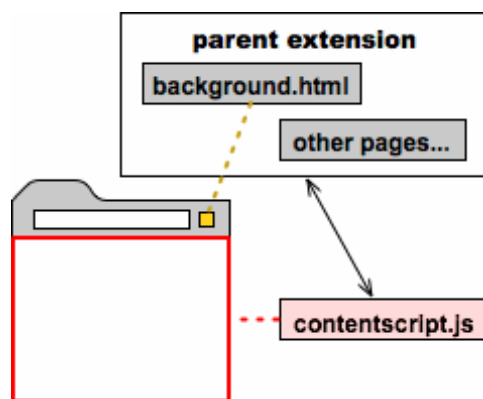 parent extension
background.html
other pages...
contentscript.js